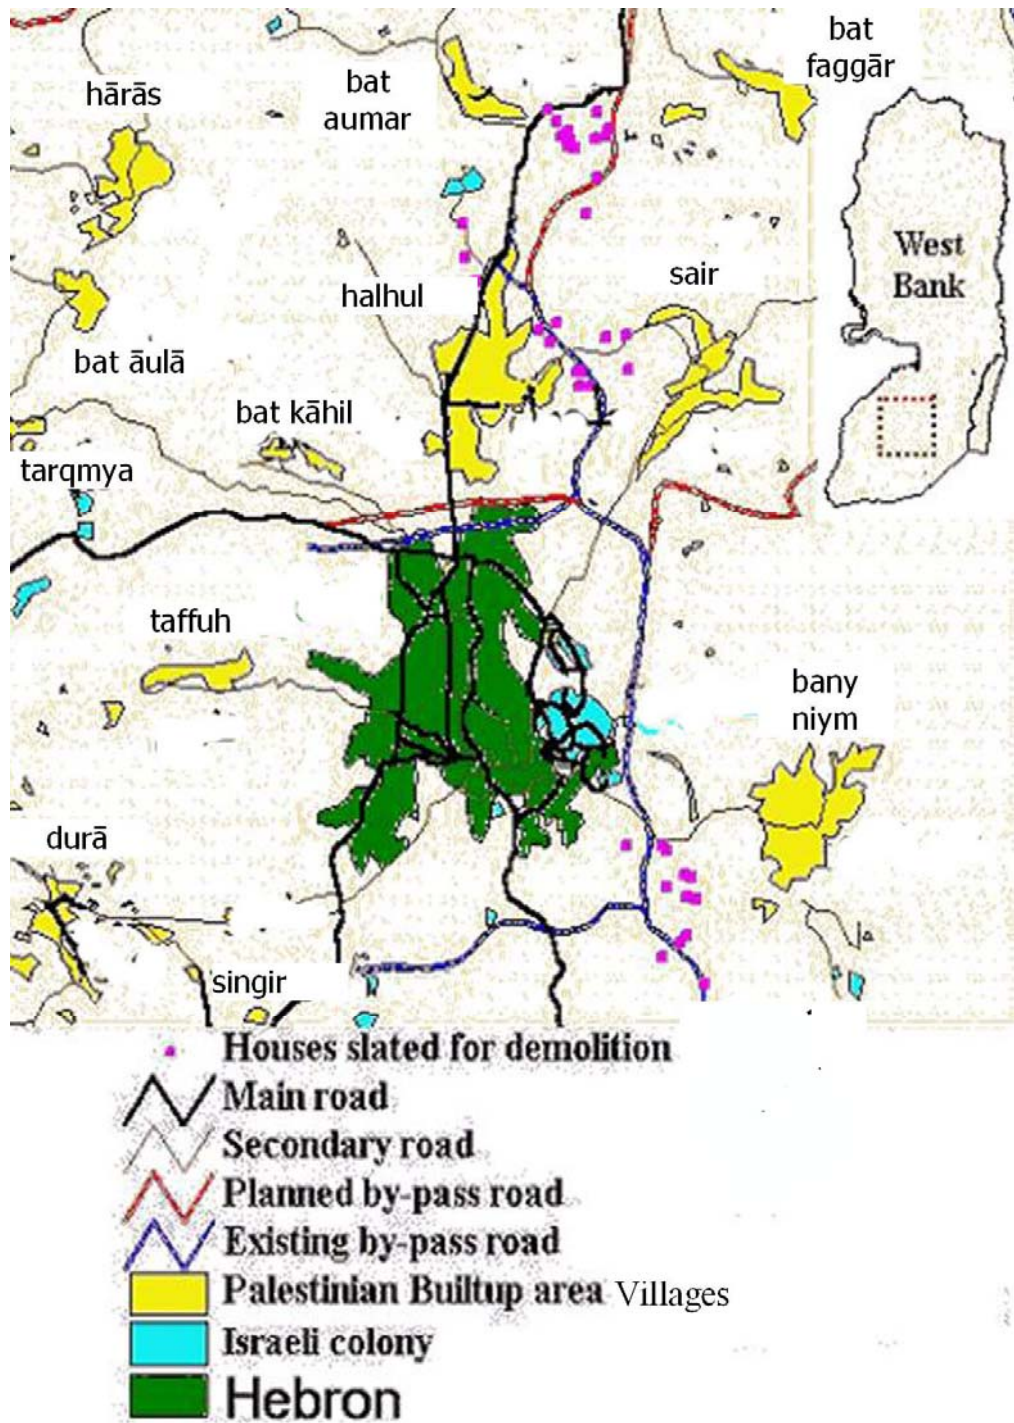 bat
faggār
bat
aumar
hārās
West
Bank
sair
halhul
bat āulā
bat kāhil
tarqmya
taffuh
bany
niym
durā
singir
Houses slated for demolition
Main road
Secondary road
Planned by-pass road
Existing by-pass road
Palestinian Builtup area Villages
Israeli colony
Hebron